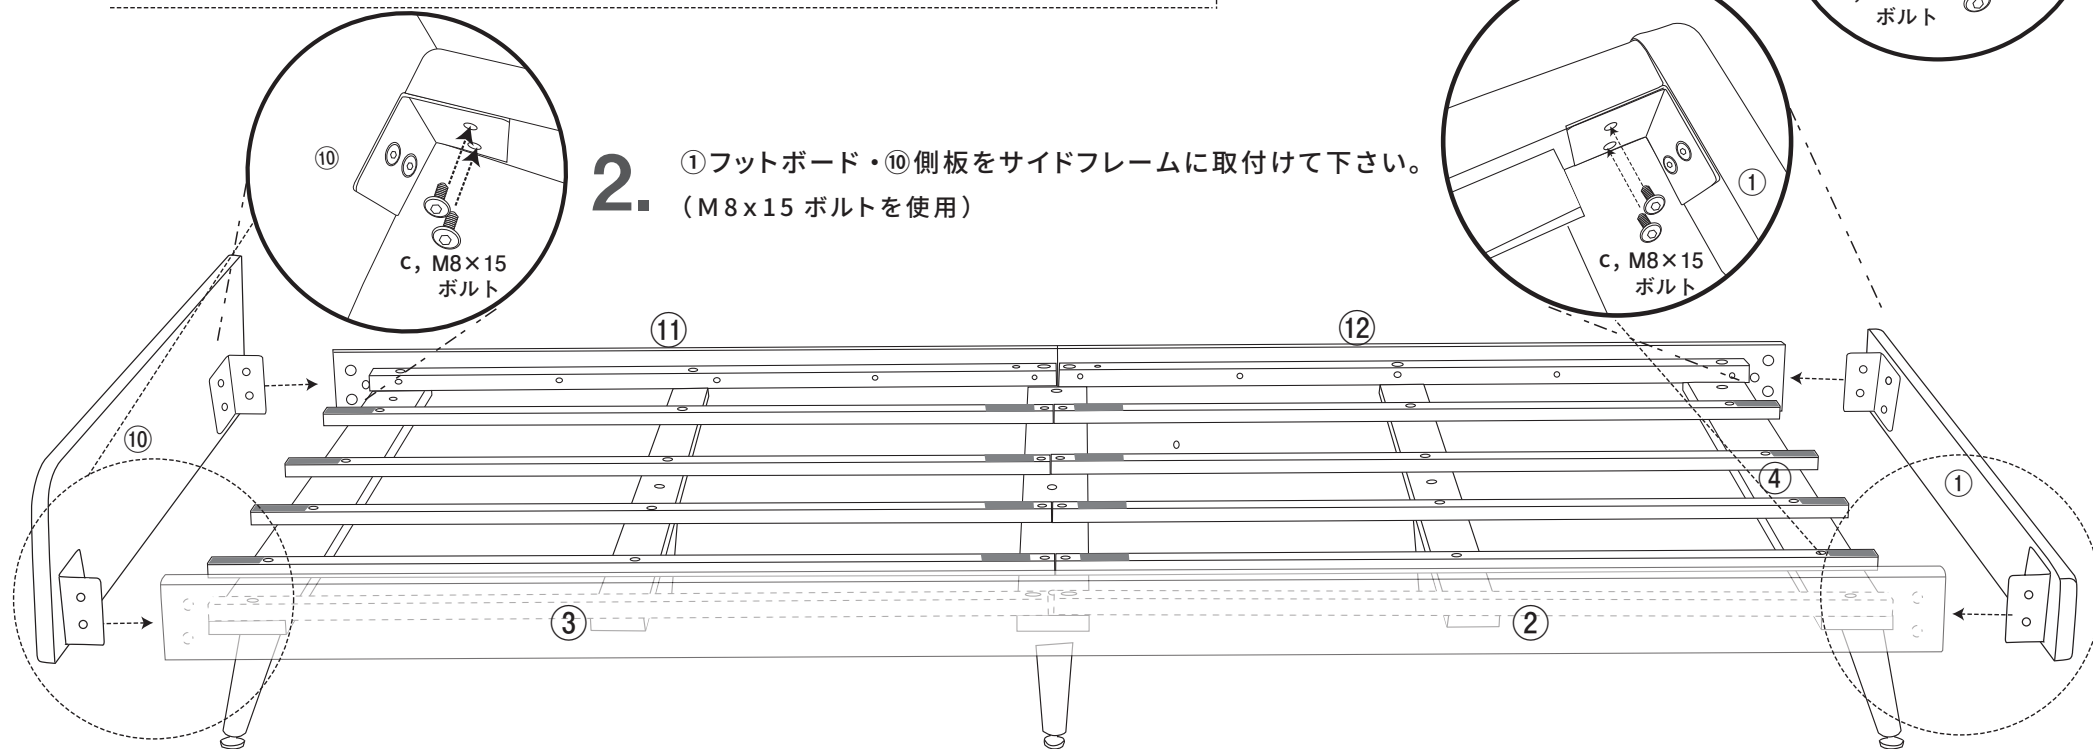 ボルト
⑩
2.
①フットボード・⑩側板をサイドフレームに取付けて下さい。
（M8x15 ボルトを使用）
①
c, M8×15
ボルト
c, M8×15
ボルト
⑪
⑫
⑩
④
①
③
②